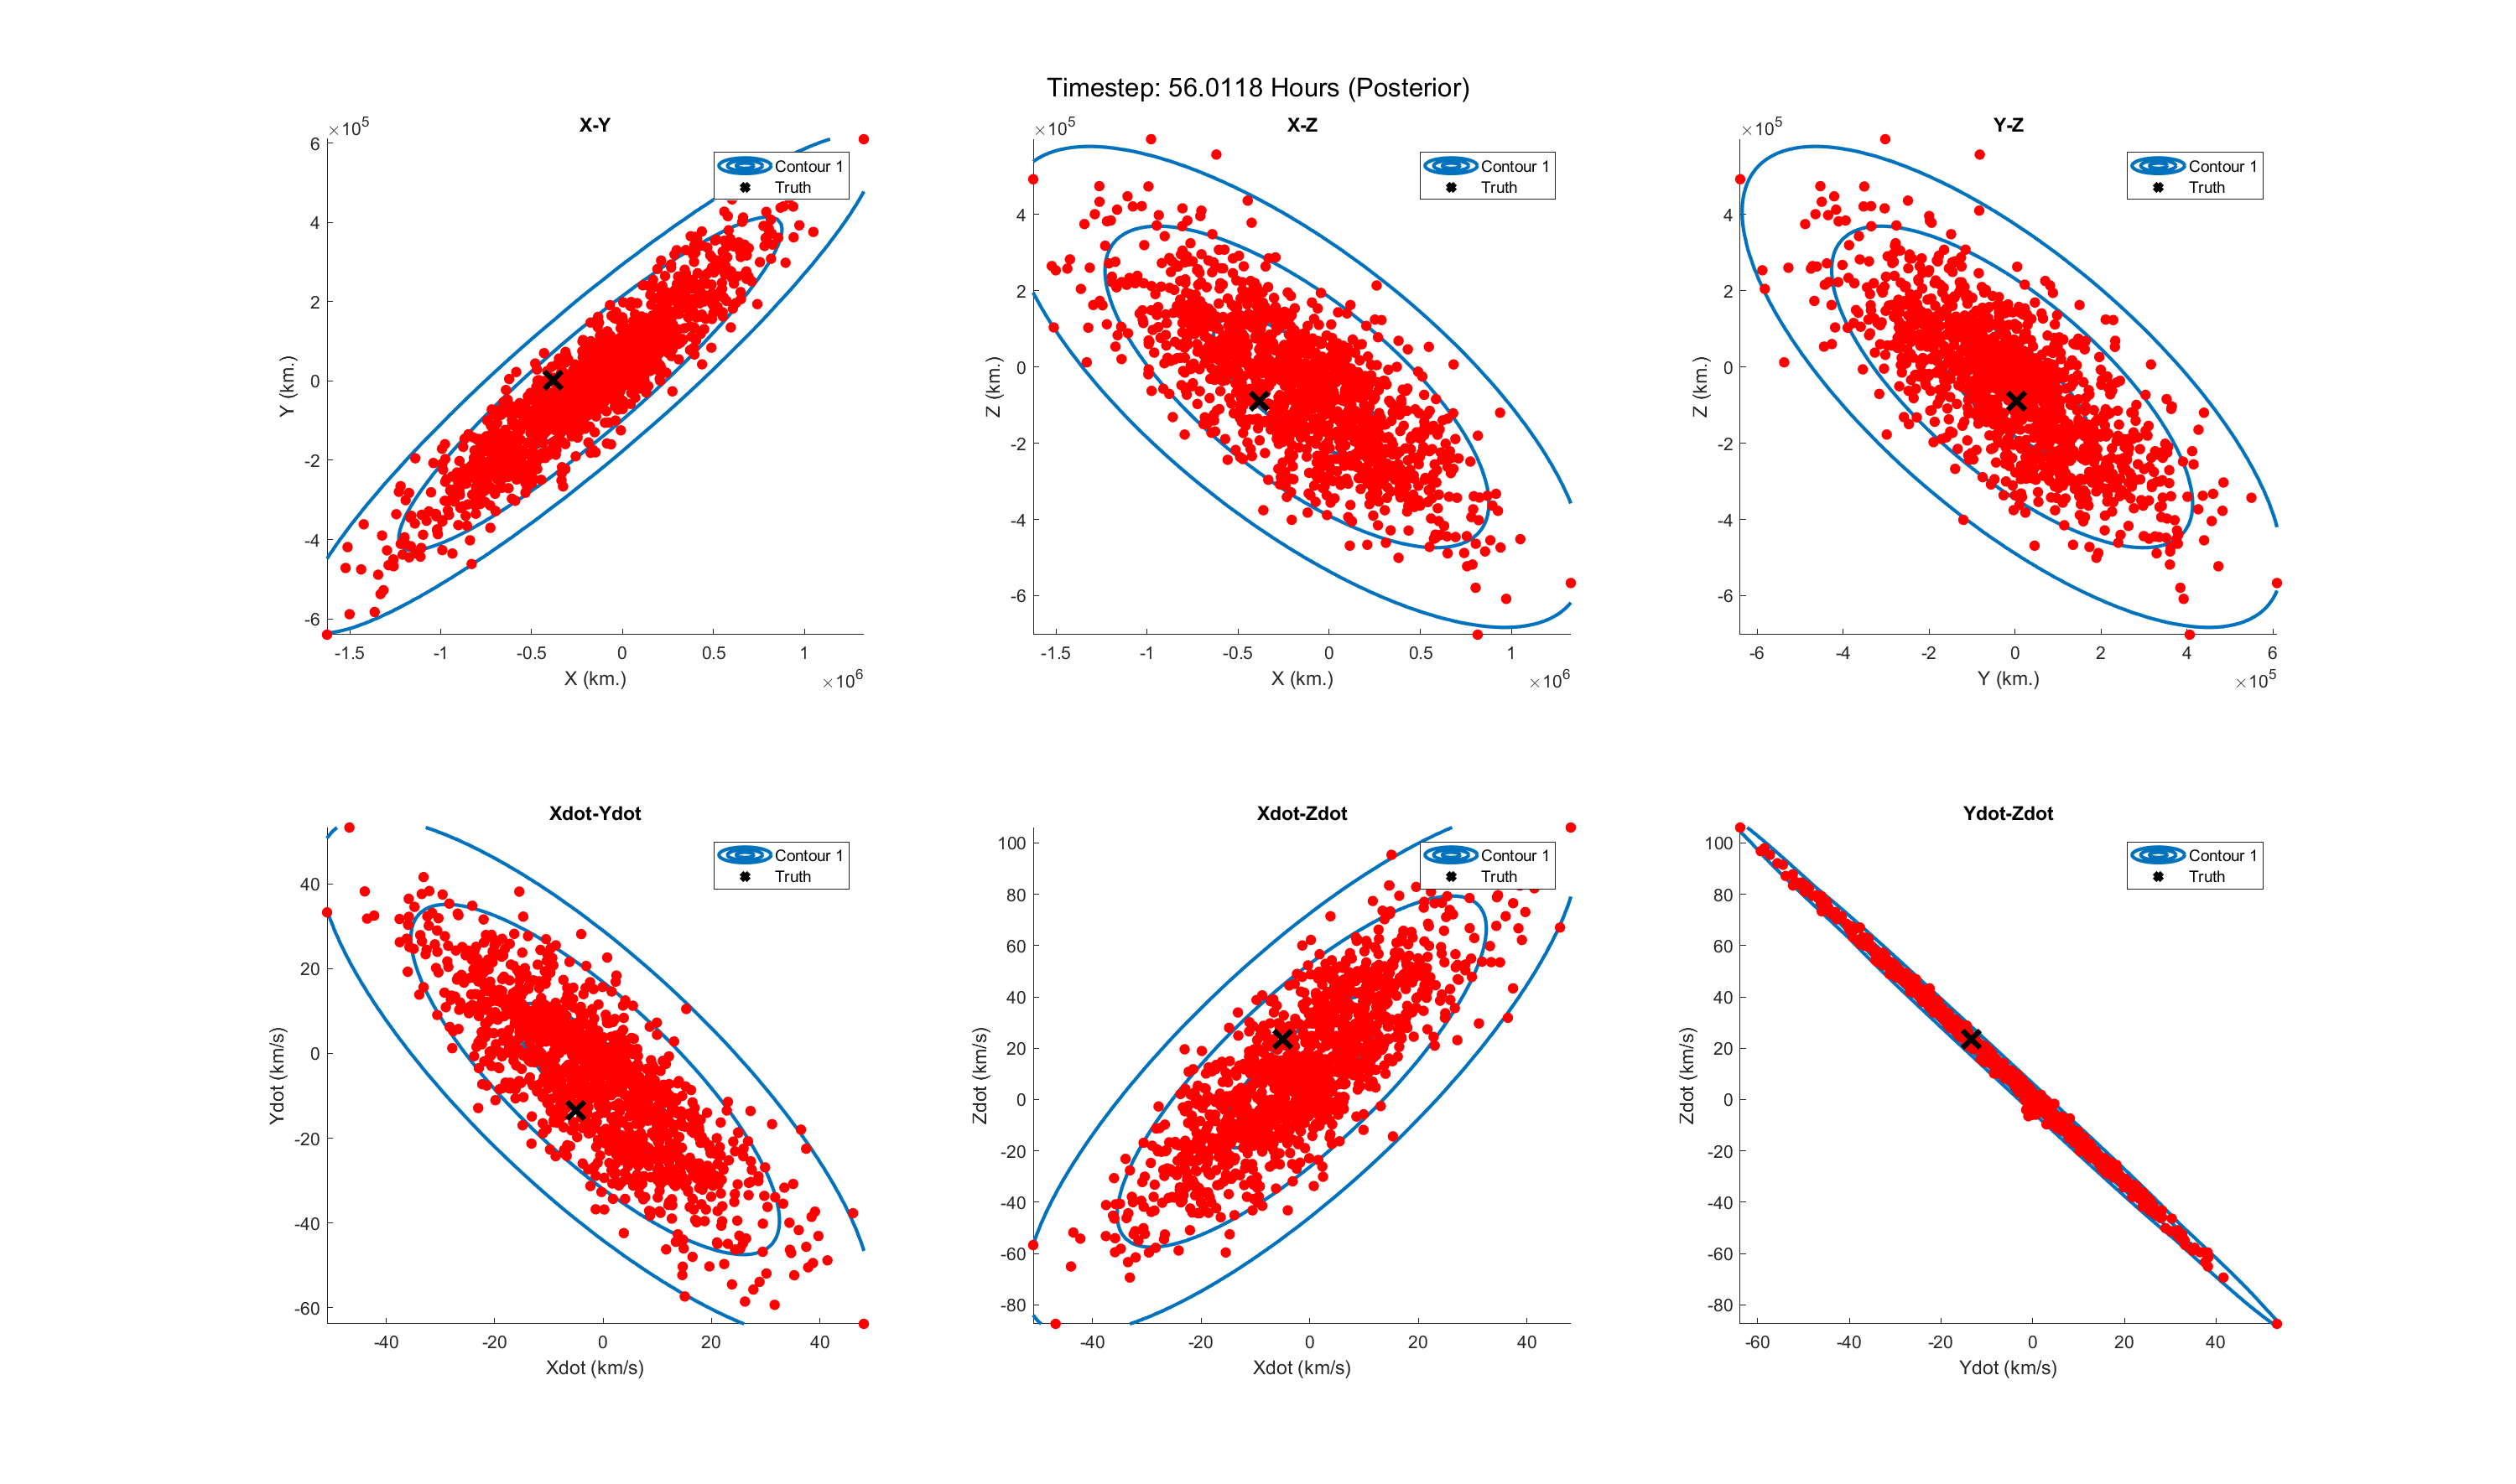 Timestep: 56.0118 Hours (Posterior)
X-Y
×10^5
6
4
2
0
-2
-4
-6
Y (km.)
Contour 1
Truth
-1.5 -1 -0.5 0 0.5 1
X (km.)
×10^6
X-Z
×10^5
4
2
0
-2
-4
-6
Z (km.)
Contour 1
Truth
-1.5 -1 -0.5 0 0.5 1
X (km.)
×10^6
Y-Z
×10^5
4
2
0
-2
-4
-6
Z (km.)
Contour 1
Truth
-6 -4 -2 0 2 4 6
Y (km.)
×10^5
Xdot-Ydot
40
20
0
-20
-40
-60
Ydot (km/s)
Contour 1
Truth
-40 -20 0 20 40
Xdot (km/s)
Xdot-Zdot
100
80
60
40
20
0
-20
-40
-60
-80
Zdot (km/s)
Contour 1
Truth
-40 -20 0 20 40
Xdot (km/s)
Ydot-Zdot
100
80
60
40
20
0
-20
-40
-60
-80
Zdot (km/s)
Contour 1
Truth
-60 -40 -20 0 20 40
Ydot (km/s)